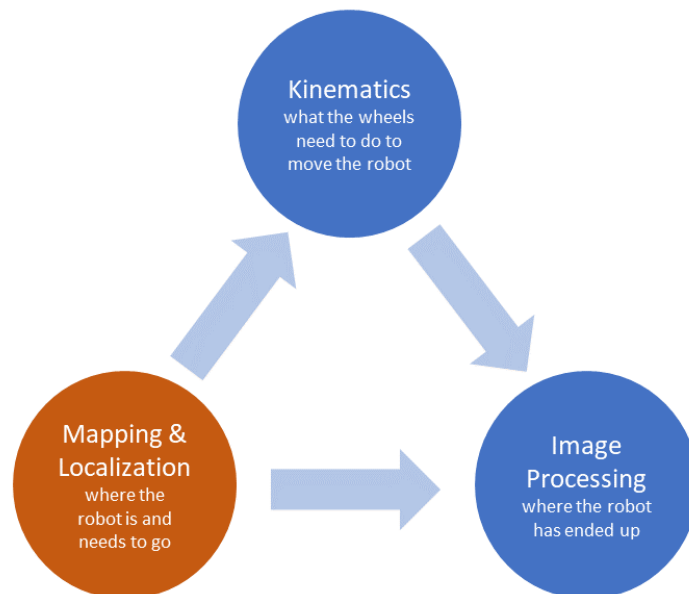 Kinematics
what the wheels
need to do to
move the robot
Mapping &
Localization
where the
robot is and
needs to go
Image
Processing
where the robot
has ended up